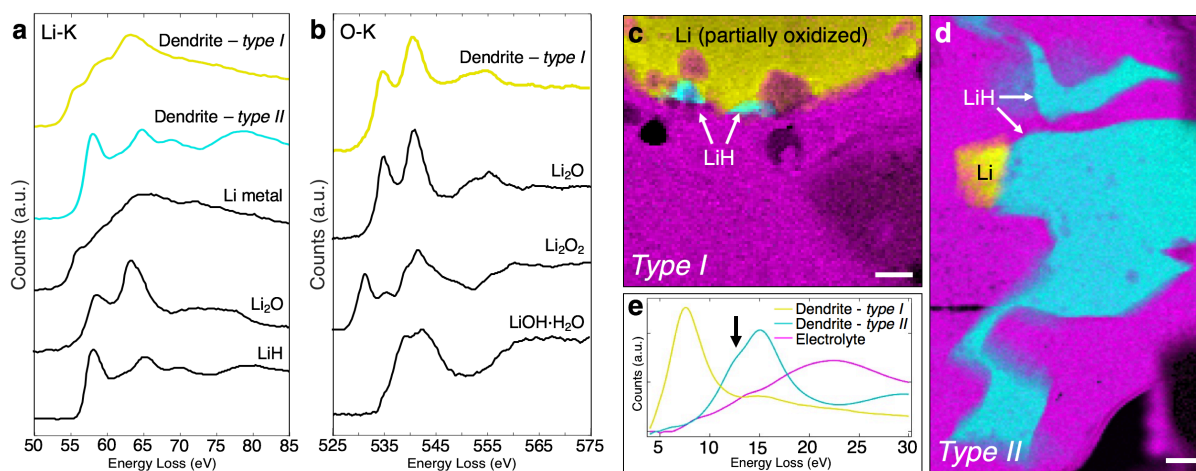 a
Li-K
Dendrite – type I
Dendrite – type II
Li metal
Li2O
LiH
Counts (a.u.)
50 55 60 65 70 75 80 85
Energy Loss (eV)
b
O-K
Dendrite – type I
Li₂O
Li₂O₂
LiOH·H₂O
Counts (a.u.)
525 535 545 555 565 575
Energy Loss (eV)
c
Li (partially oxidized)
LiH
Type I
d
LiH
Li
Type II
e
Dendrite - type I
Dendrite - type II
Electrolyte
Counts (a.u.)
5 10 15 20 25 30
Energy Loss (eV)